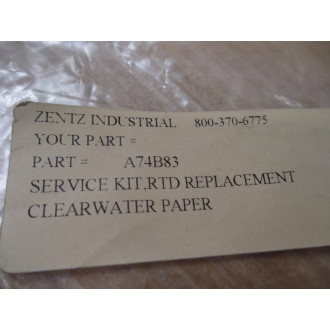 ZENTZ INDUSTRIAL 800-370-6775
YOUR PART =
PART = A74B83
SERVICE KIT,RTD REPLACEMENT
CLEARWATER PAPER